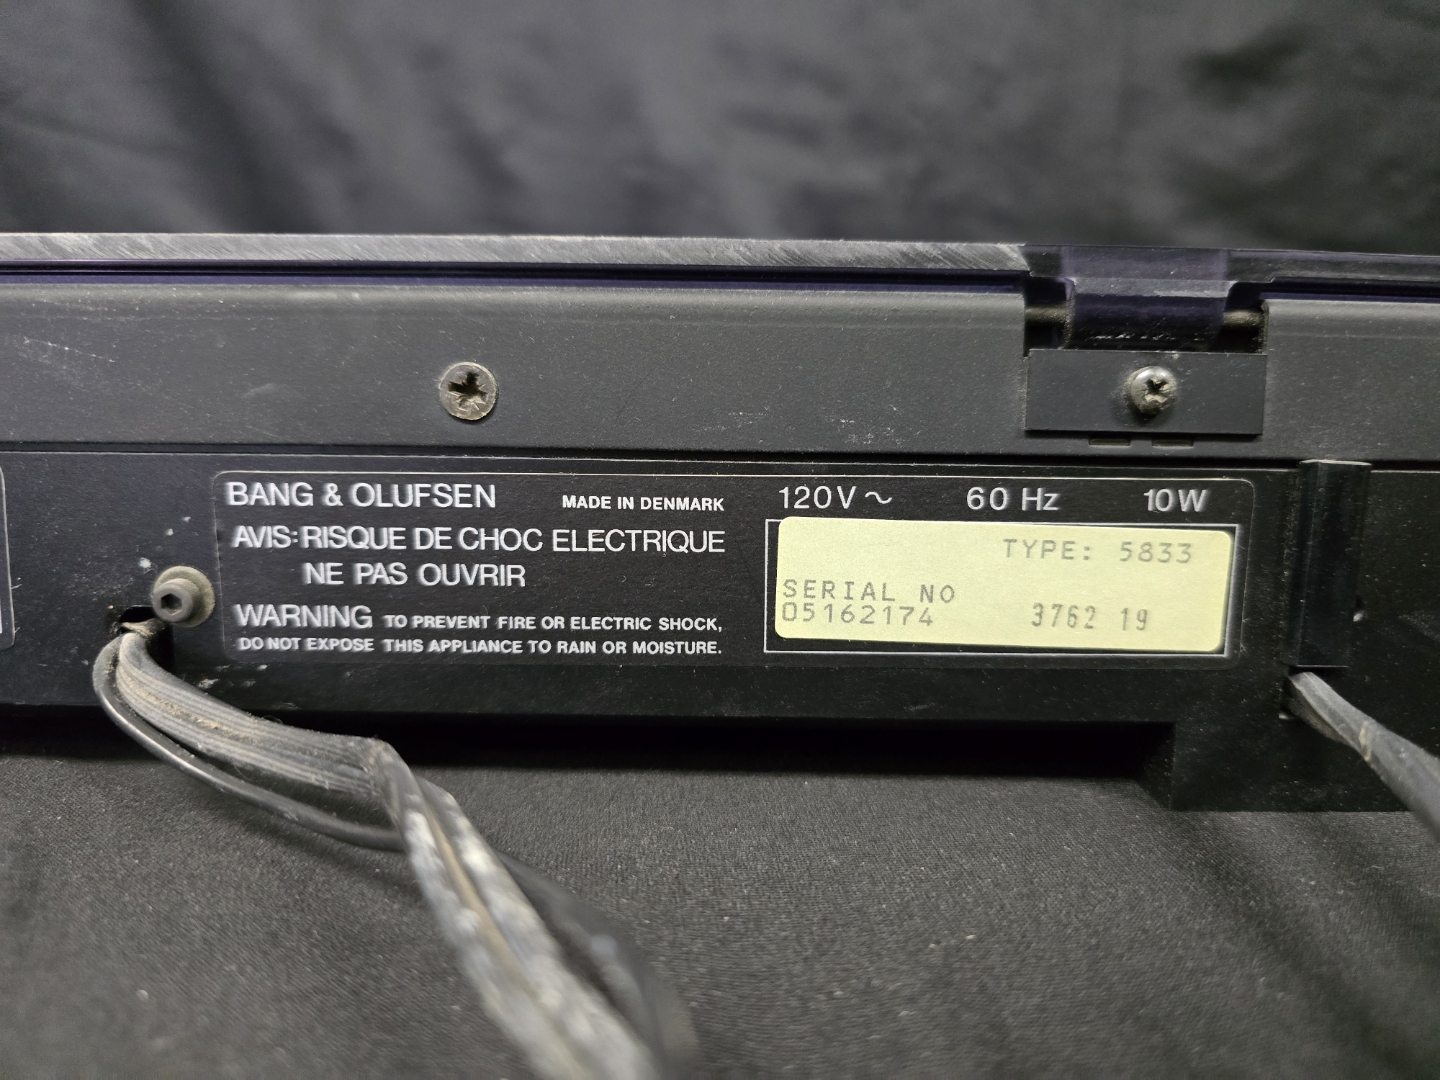 BANG & OLUFSEN MADE IN DENMARK
AVIS: RISQUE DE CHOC ELECTRIQUE
NE PAS OUVRIR
WARNING TO PREVENT FIRE OR ELECTRIC SHOCK,
DO NOT EXPOSE THIS APPLIANCE TO RAIN OR MOISTURE.
120V ~ 60 Hz 10W
TYPE: 5833
SERIAL NO
05162174 3762 19